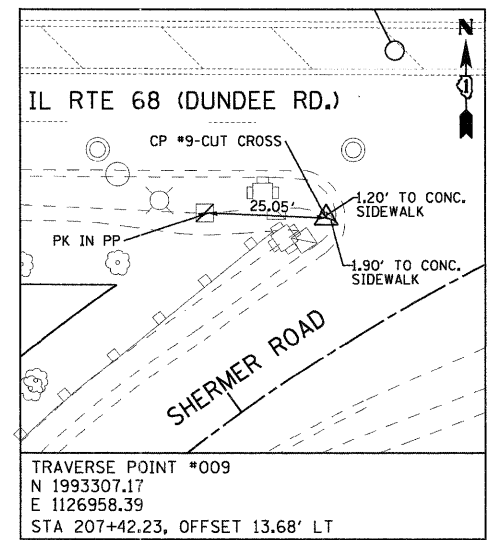 N
1
IL RTE 68 (DUNDEE RD.)
CP #9-CUT CROSS
25.05'
1.20' TO CONC.
SIDEWALK
PK IN PP
1.90' TO CONC.
SIDEWALK
SHERMER ROAD
TRAVERSE POINT #009
N 1993307.17
E 1126958.39
STA 207+42.23, OFFSET 13.68' LT